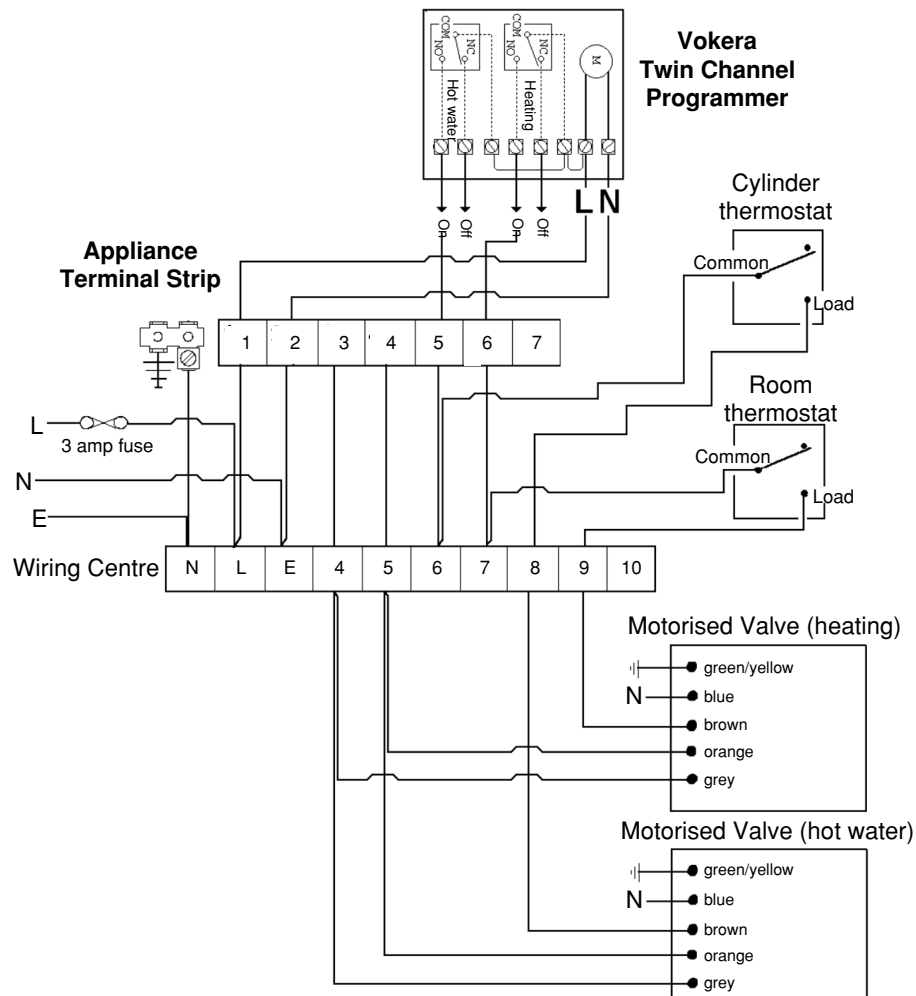 Vokera
Twin Channel
Programmer
COM
NO
NC
Hot water
COM
NO
NC
Heating
M
On
Off
On
Off
L N
Cylinder
thermostat
Common
Load
Appliance
Terminal Strip
1 2 3 4 5 6 7
Room
thermostat
Common
Load
L
3 amp fuse
N
E
Wiring Centre N L E 4 5 6 7 8 9 10
Motorised Valve (heating)
green/yellow
N blue
brown
orange
grey
Motorised Valve (hot water)
green/yellow
N blue
brown
orange
grey